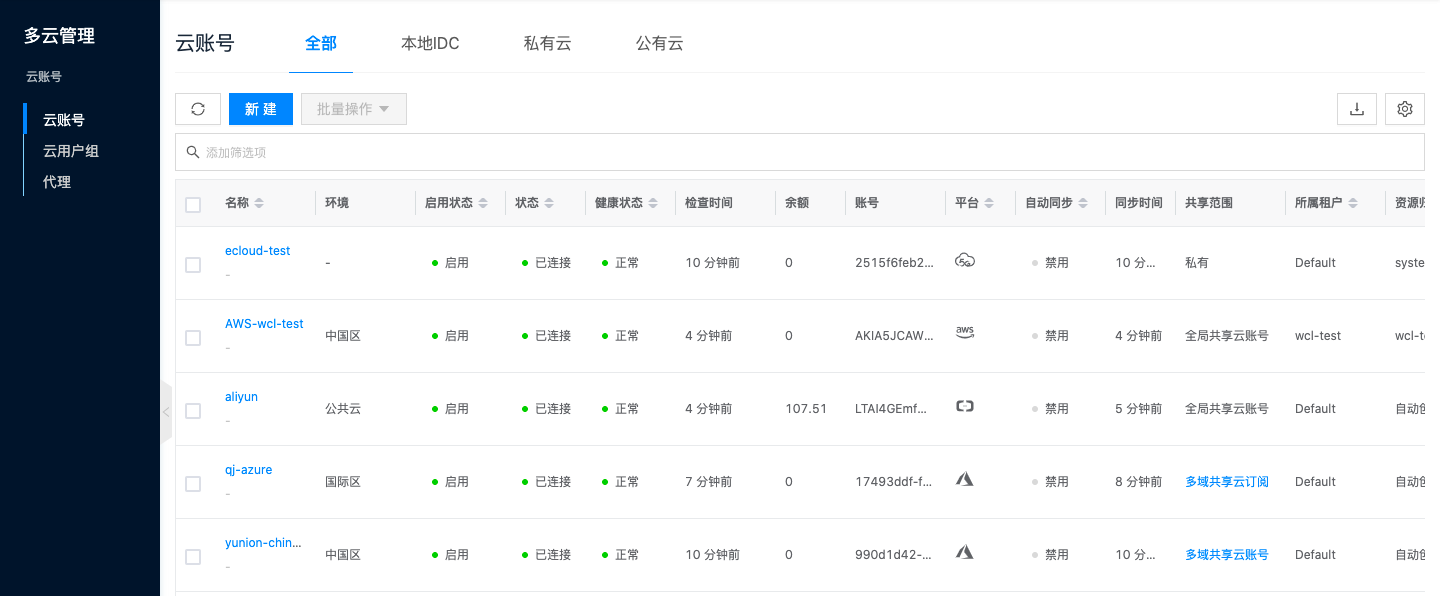 多云管理
云账号
云账号
云用户组
代理
云账号 全部 本地IDC 私有云 公有云
新 建 批量操作
添加筛选项
名称 环境 启用状态 状态 健康状态 检查时间 余额 账号 平台 自动同步 同步时间 共享范围 所属租户 资源归
ecloud-test - 启用 已连接 正常 10 分钟前 0 2515f6feb2... 5G 禁用 10 分... 私有 Default syste
-
AWS-wcl-test 中国区 启用 已连接 正常 4 分钟前 0 AKIA5JCAW... aws 禁用 4 分钟前 全局共享云账号 wcl-test wcl-te
-
aliyun 公共云 启用 已连接 正常 4 分钟前 107.51 LTAI4GEmf... 禁用 5 分钟前 全局共享云账号 Default 自动创
-
qj-azure 国际区 启用 已连接 正常 7 分钟前 0 17493ddf-f... 禁用 8 分钟前 多域共享云订阅 Default 自动创
-
yunion-chin... 中国区 启用 已连接 正常 10 分钟前 0 990d1d42-... 禁用 10 分... 多域共享云账号 Default 自动创
-